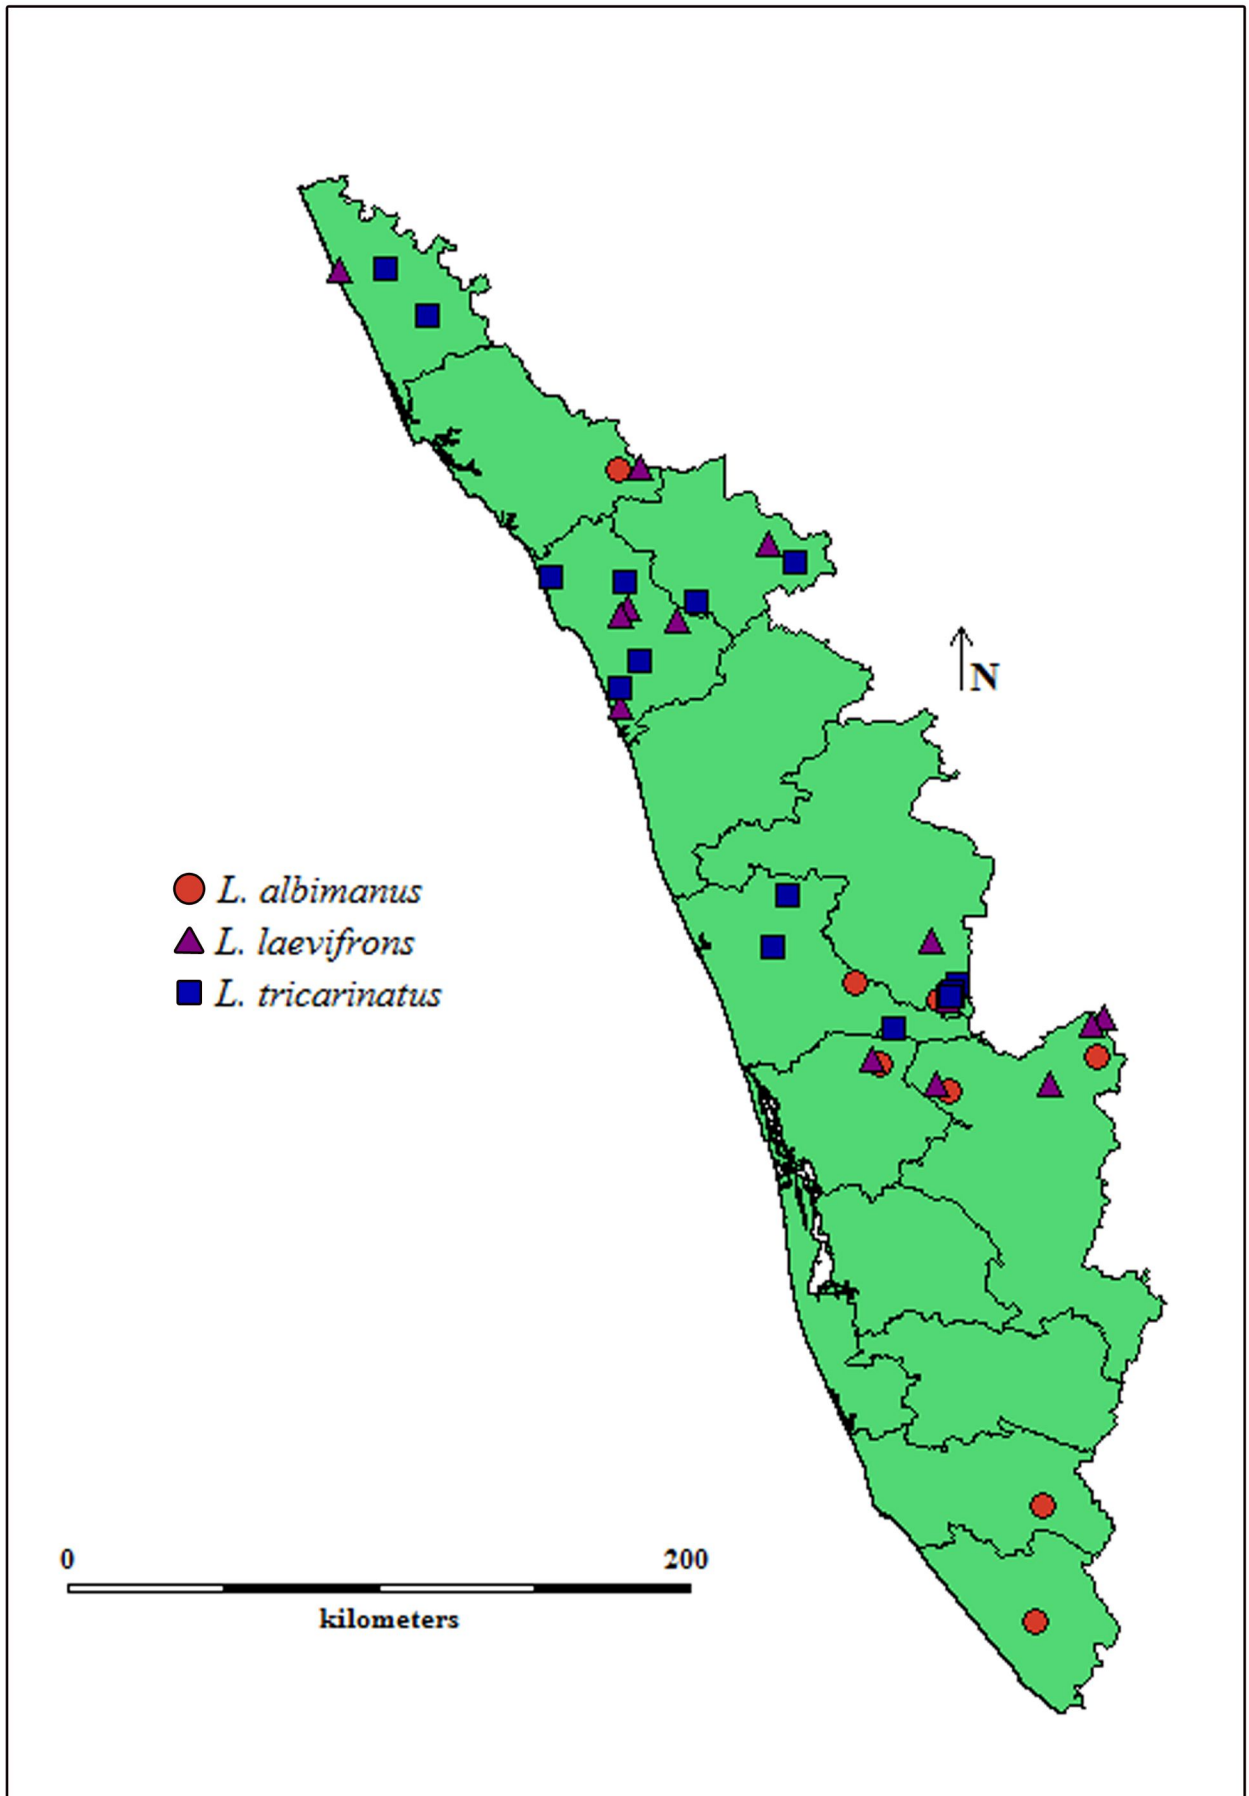 N
L. albimanus
L. laevifrons
L. tricarinatus
0 200
kilometers